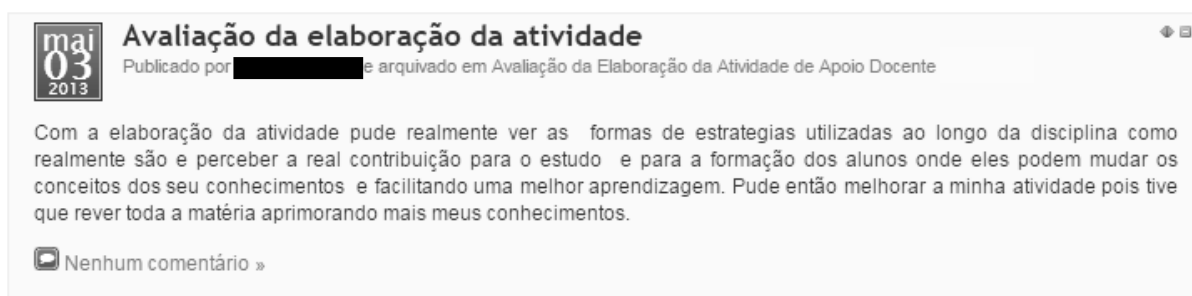 mai
03
2013
Avaliação da elaboração da atividade
Publicado por e arquivado em Avaliação da Elaboração da Atividade de Apoio Docente
Com a elaboração da atividade pude realmente ver as formas de estrategias utilizadas ao longo da disciplina como
realmente são e perceber a real contribuição para o estudo e para a formação dos alunos onde eles podem mudar os
conceitos dos seu conhecimentos e facilitando uma melhor aprendizagem. Pude então melhorar a minha atividade pois tive
que rever toda a matéria aprimorando mais meus conhecimentos.
Nenhum comentário »